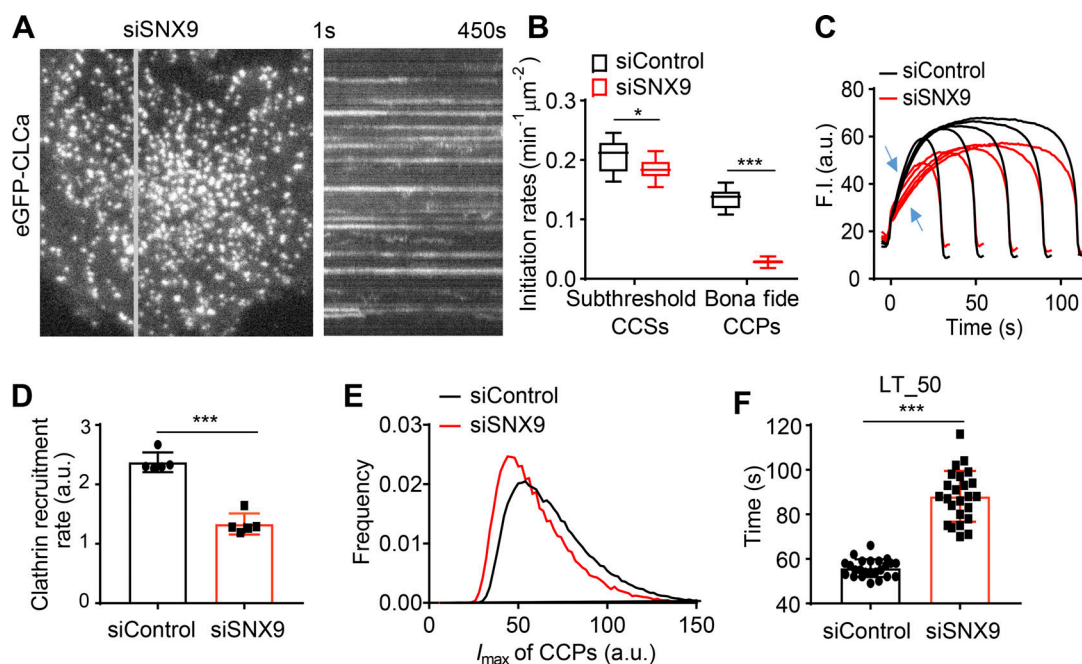 A
siSNX9
1s
450s
eGFP-CLCa
B
siControl
siSNX9
Initiation rates (min-1µm-2)
0.3
0.2
0.1
0.0
*
***
Subthreshold
CCSs
Bona fide
CCPs
C
siControl
siSNX9
F.I. (a.u.)
80
60
40
20
0
0
50
100
Time (s)
D
Clathrin recruitment
rate (a.u.)
3
2
1
0
***
siControl
siSNX9
E
siControl
siSNX9
Frequency
0.03
0.02
0.01
0.00
0
50
100
150
Imax of CCPs (a.u.)
F
LT_50
***
Time (s)
120
100
80
60
40
siControl
siSNX9